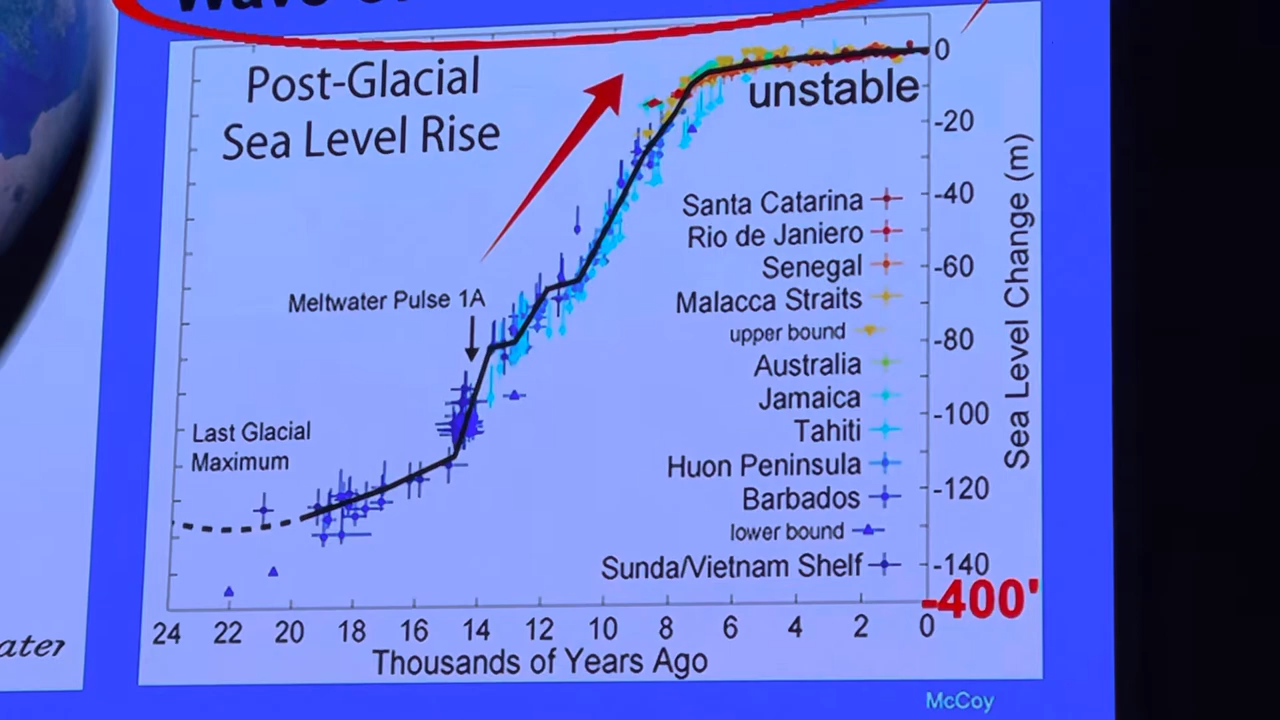 Post-Glacial
Sea Level Rise
unstable
0
-20
-40
-60
-80
-100
-120
-140
-400'
Sea Level Change (m)
Santa Catarina
Rio de Janiero
Senegal
Malacca Straits
upper bound
Australia
Jamaica
Tahiti
Huon Peninsula
Barbados
lower bound
Sunda/Vietnam Shelf
Meltwater Pulse 1A
Last Glacial
Maximum
24 22 20 18 16 14 12 10 8 6 4 2 0
Thousands of Years Ago
McCoy